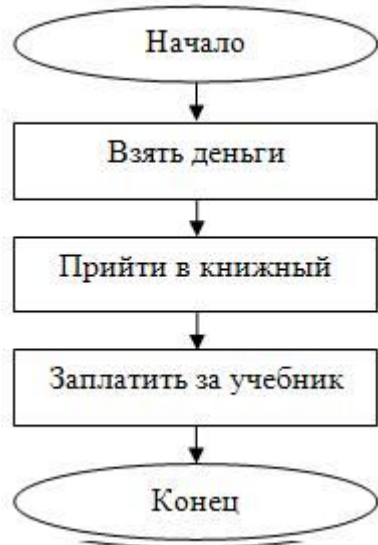 Начало
Взять деньги
Прийти в книжный
Заплатить за учебник
Конец